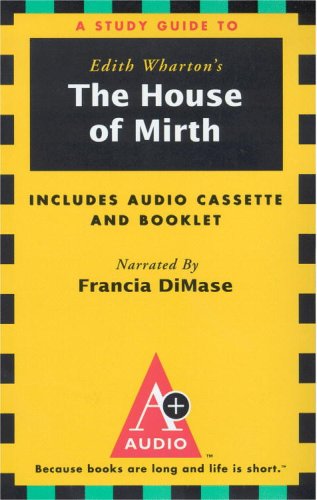 A STUDY GUIDE TO
Edith Wharton's
The House
of Mirth
INCLUDES AUDIO CASSETTE
AND BOOKLET
Narrated By
Francia DiMase
A+
AUDIO™
Because books are long and life is short.™